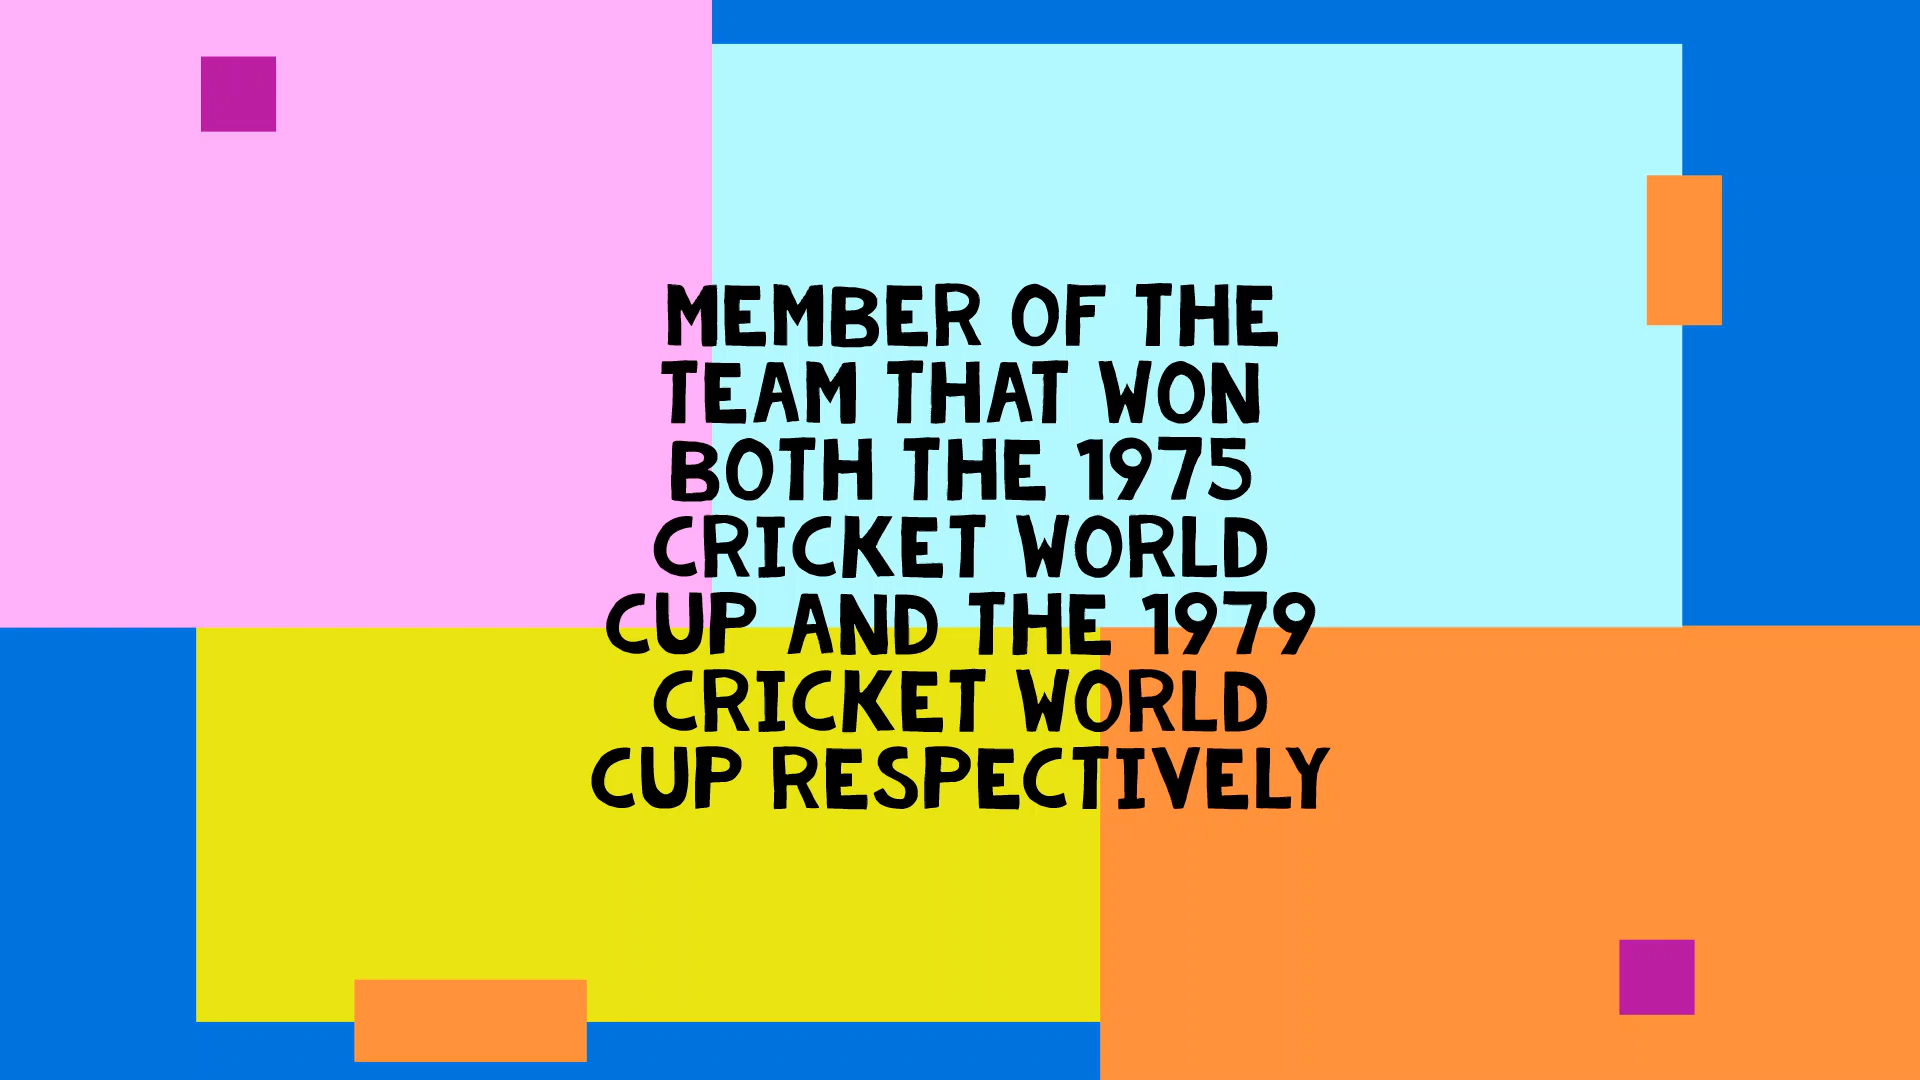 MEMBER OF THE
TEAM THAT WON
BOTH THE 1975
CRICKET WORLD
CUP AND THE 1979
CRICKET WORLD
CUP RESPECTIVELY